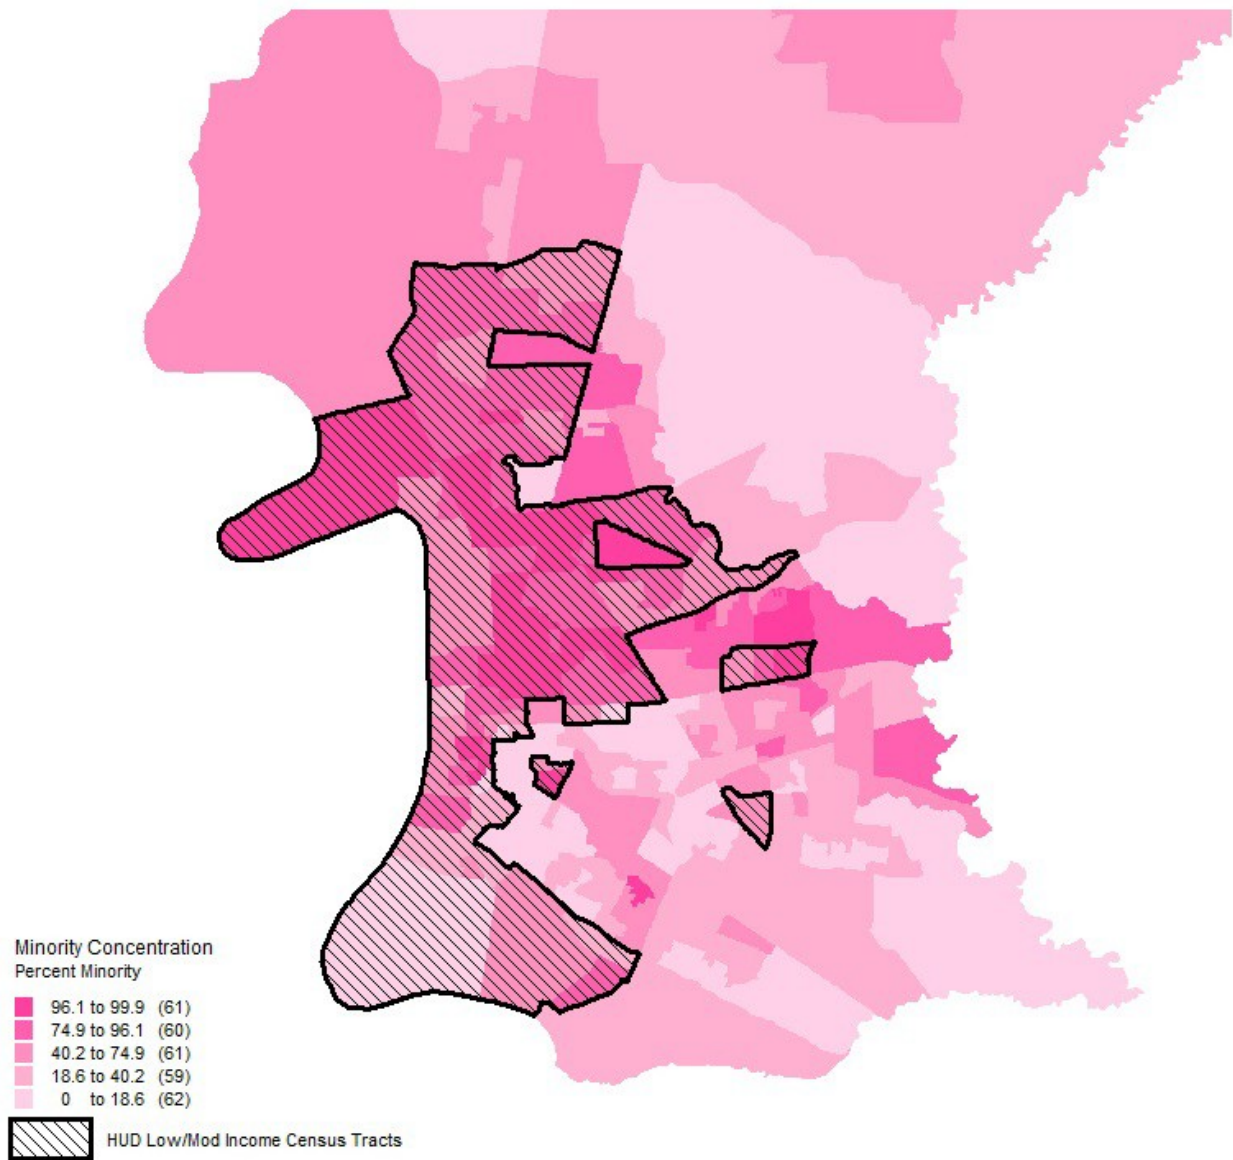 Minority Concentration
Percent Minority
96.1 to 99.9 (61)
74.9 to 96.1 (60)
40.2 to 74.9 (61)
18.6 to 40.2 (59)
0 to 18.6 (62)
HUD Low/Mod Income Census Tracts